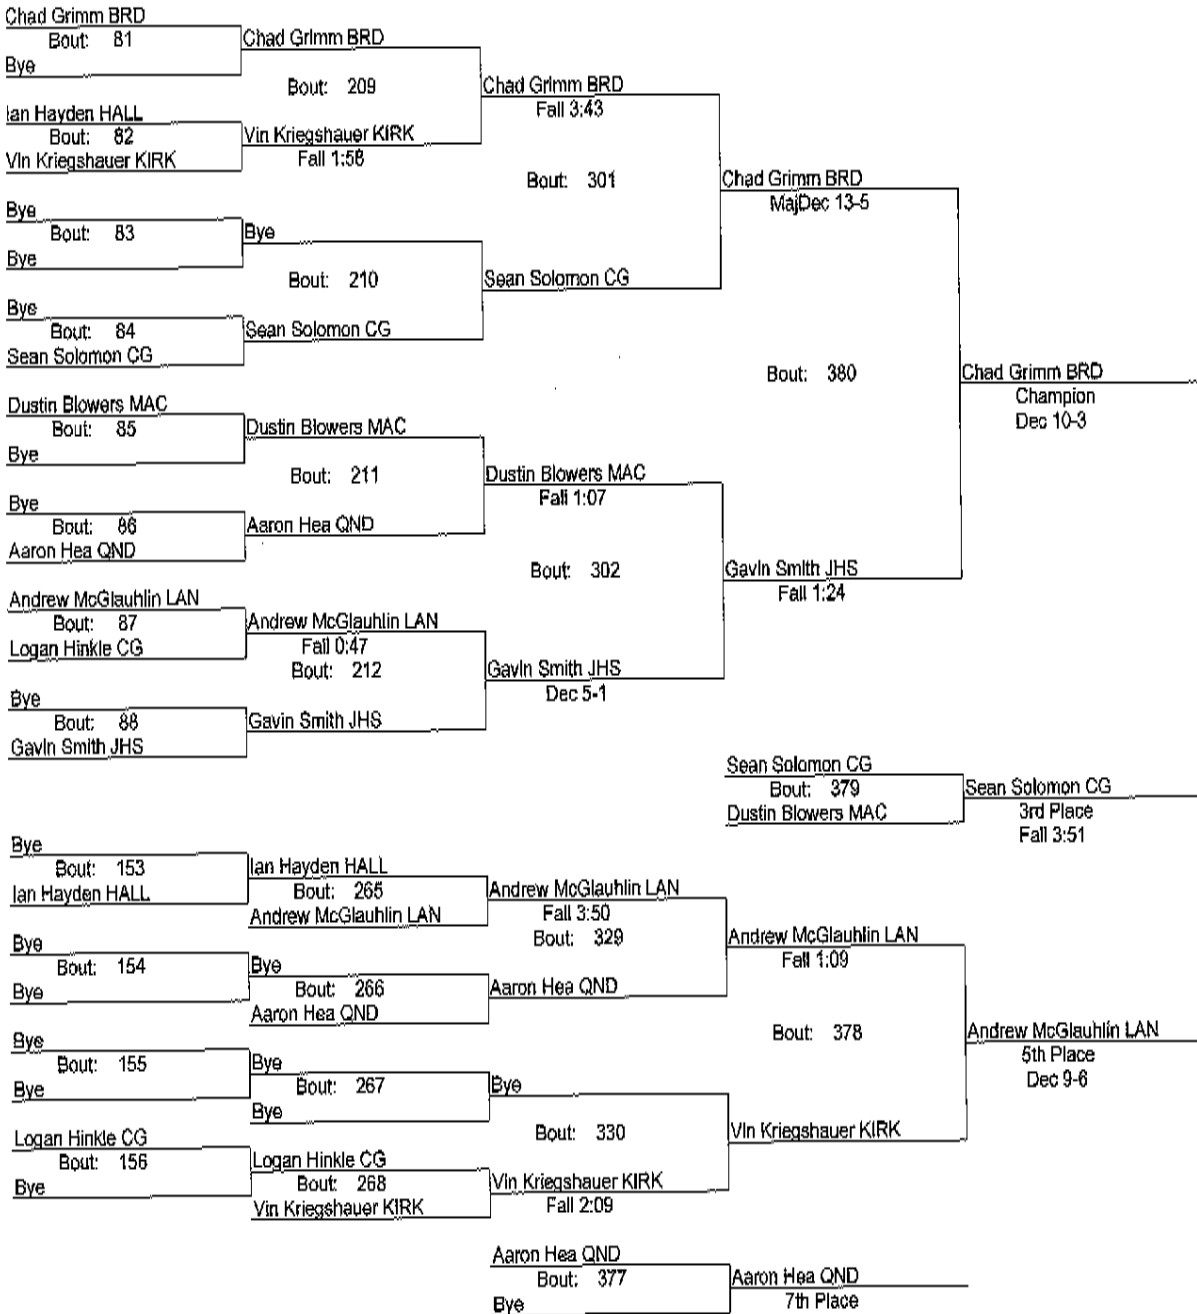 Chad Grimm BRD
Bout: 81
Bye
Chad Grimm BRD
Bout: 209
Ian Hayden HALL
Bout: 82
Vin Kriegshauer KIRK
Vin Kriegshauer KIRK
Fall 1:58
Chad Grimm BRD
Fall 3:43
Bout: 301
Bye
Bout: 83
Bye
Bye
Bout: 210
Bye
Bout: 84
Sean Solomon CG
Sean Solomon CG
Sean Solomon CG
Chad Grimm BRD
MajDec 13-5
Bout: 380
Chad Grimm BRD
Champion
Dec 10-3
Dustin Blowers MAC
Bout: 85
Bye
Dustin Blowers MAC
Bout: 211
Bye
Bout: 86
Aaron Hea QND
Aaron Hea QND
Dustin Blowers MAC
Fall 1:07
Bout: 302
Andrew McGlauhlin LAN
Bout: 87
Logan Hinkle CG
Andrew McGlauhlin LAN
Fall 0:47
Bout: 212
Bye
Bout: 88
Gavin Smith JHS
Gavin Smith JHS
Gavin Smith JHS
Dec 5-1
Gavin Smith JHS
Fall 1:24
Sean Solomon CG
Bout: 379
Dustin Blowers MAC
Sean Solomon CG
3rd Place
Fall 3:51
Bye
Bout: 153
Ian Hayden HALL
Ian Hayden HALL
Bout: 265
Andrew McGlauhlin LAN
Andrew McGlauhlin LAN
Fall 3:50
Bout: 329
Bye
Bout: 154
Bye
Bye
Bout: 266
Aaron Hea QND
Aaron Hea QND
Andrew McGlauhlin LAN
Fall 1:09
Bout: 378
Bye
Bout: 155
Bye
Bye
Bout: 267
Bye
Bye
Bout: 330
Logan Hinkle CG
Bout: 156
Bye
Logan Hinkle CG
Bout: 268
Vin Kriegshauer KIRK
Vin Kriegshauer KIRK
Fall 2:09
Vin Kriegshauer KIRK
Andrew McGlauhlin LAN
5th Place
Dec 9-6
Aaron Hea QND
Bout: 377
Bye
Aaron Hea QND
7th Place